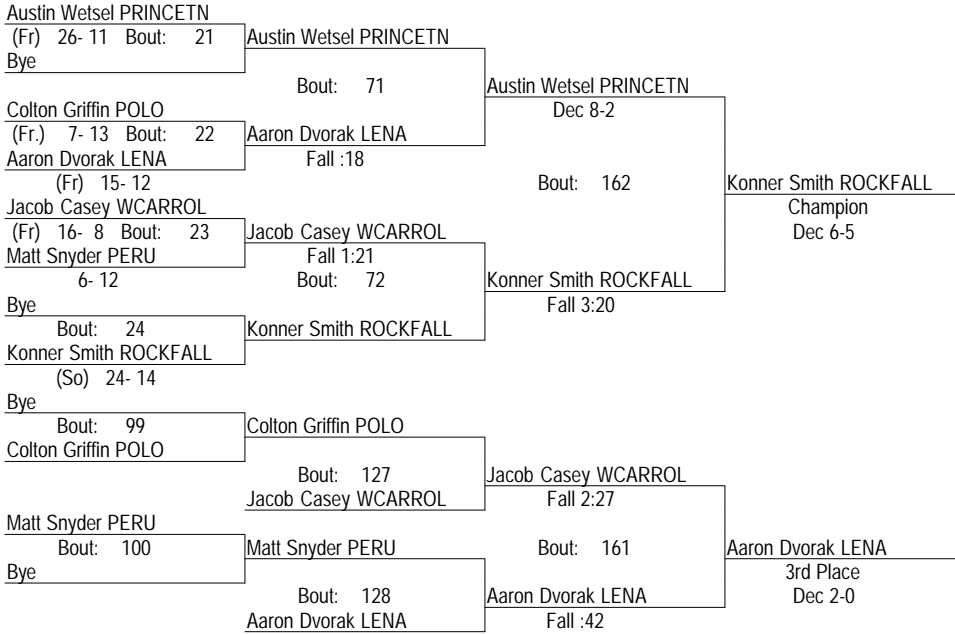 Austin Wetsel PRINCETN
(Fr) 26- 11 Bout: 21 Austin Wetsel PRINCETN
Bye
Bout: 71 Austin Wetsel PRINCETN
Colton Griffin POLO Dec 8-2
(Fr.) 7- 13 Bout: 22 Aaron Dvorak LENA
Aaron Dvorak LENA Fall :18
(Fr) 15- 12 Bout: 162 Konner Smith ROCKFALL
Jacob Casey WCARROL Champion
(Fr) 16- 8 Bout: 23 Jacob Casey WCARROL Dec 6-5
Matt Snyder PERU Fall 1:21
6- 12 Bout: 72 Konner Smith ROCKFALL
Bye Fall 3:20
Bout: 24 Konner Smith ROCKFALL
Konner Smith ROCKFALL
(So) 24- 14
Bye
Bout: 99 Colton Griffin POLO
Colton Griffin POLO
Bout: 127 Jacob Casey WCARROL
Jacob Casey WCARROL Fall 2:27
Matt Snyder PERU
Bout: 100 Matt Snyder PERU Bout: 161 Aaron Dvorak LENA
Bye 3rd Place
Bout: 128 Aaron Dvorak LENA Dec 2-0
Aaron Dvorak LENA Fall :42